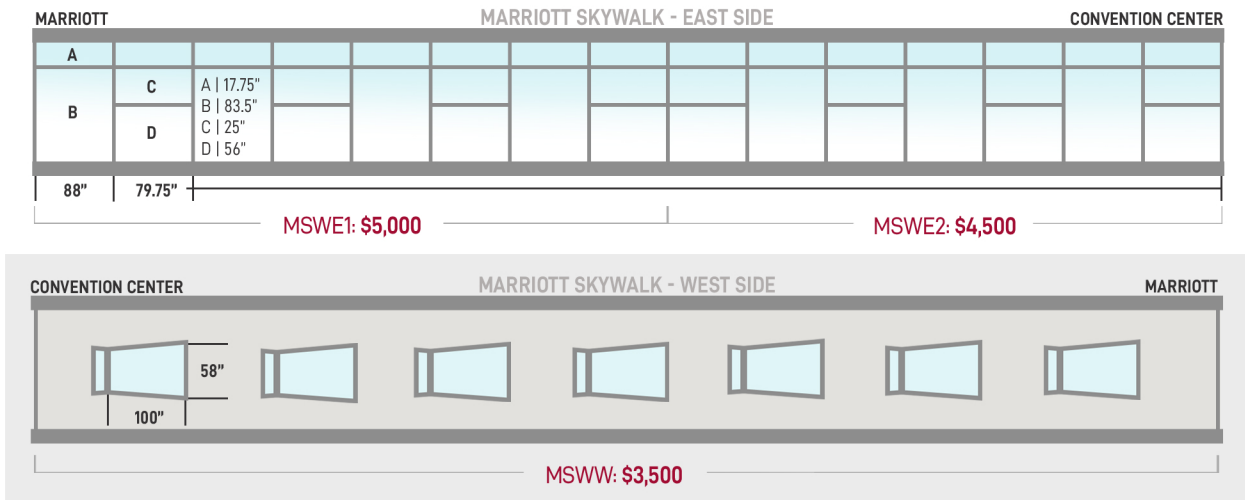 MARRIOTT
MARRIOTT SKYWALK - EAST SIDE
CONVENTION CENTER
A
B
C
D
A | 17.75"
B | 83.5"
C | 25"
D | 56"
88”
79.75”
MSWE1: $5,000
MSWE2: $4,500
CONVENTION CENTER
MARRIOTT SKYWALK - WEST SIDE
MARRIOTT
58”
100”
MSWW: $3,500